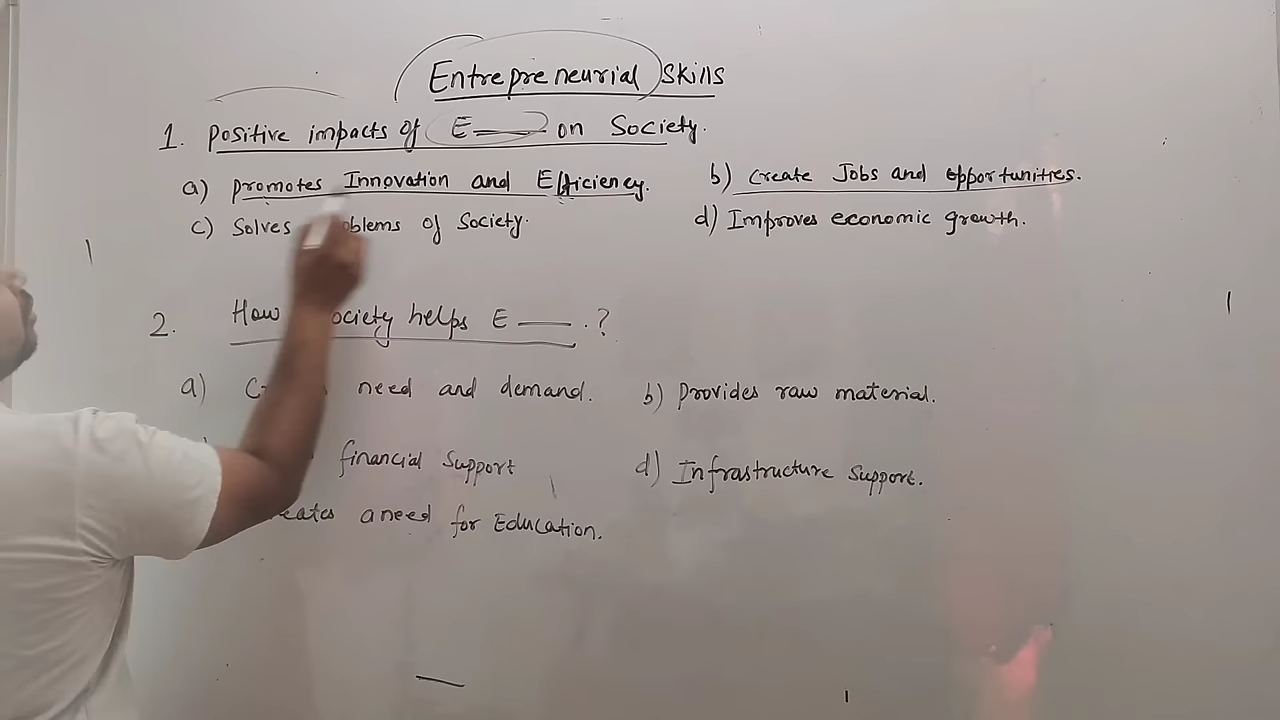 Entrepreneurial Skills
1. Positive impacts of E—— on Society.
a) Promotes Innovation and Efficiency. b) Create Jobs and opportunities.
c) Solves of Society. d) Improves economic growth.
2. How helps E —— . ?
a) need and demand. b) Provides raw material.
financial Support d) Infrastructure Support.
a need for Education.